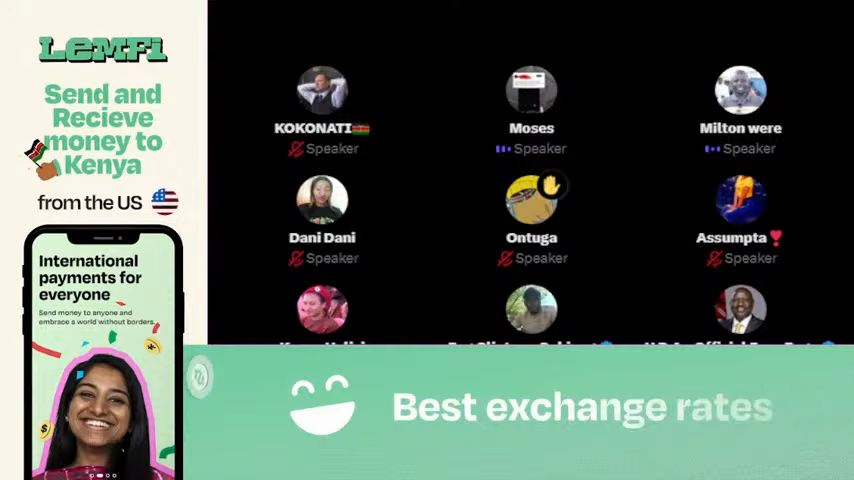 LEMFi
Send and
Recieve
money to
Kenya
from the US
International
payments for
everyone
Send money to anyone and
embrace a world without borders.
KOKONATI
Speaker
Moses
Speaker
Milton were
Speaker
Dani Dani
Speaker
Ontuga
Speaker
Assumpta
Speaker
Best exchange rates